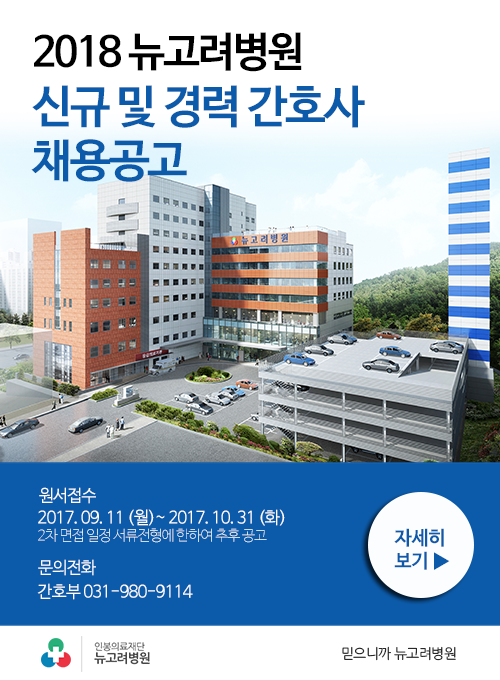 2018 뉴고려병원
신규 및 경력 간호사
채용공고
뉴고려병원
원서접수
2017. 09. 11 (월) ~ 2017. 10. 31 (화)
2차 면접 일정 서류전형에 한하여 추후 공고
문의전화
간호부 031-980-9114
자세히
보기 ▶
인봉의료재단
뉴고려병원
믿으니까 뉴고려병원